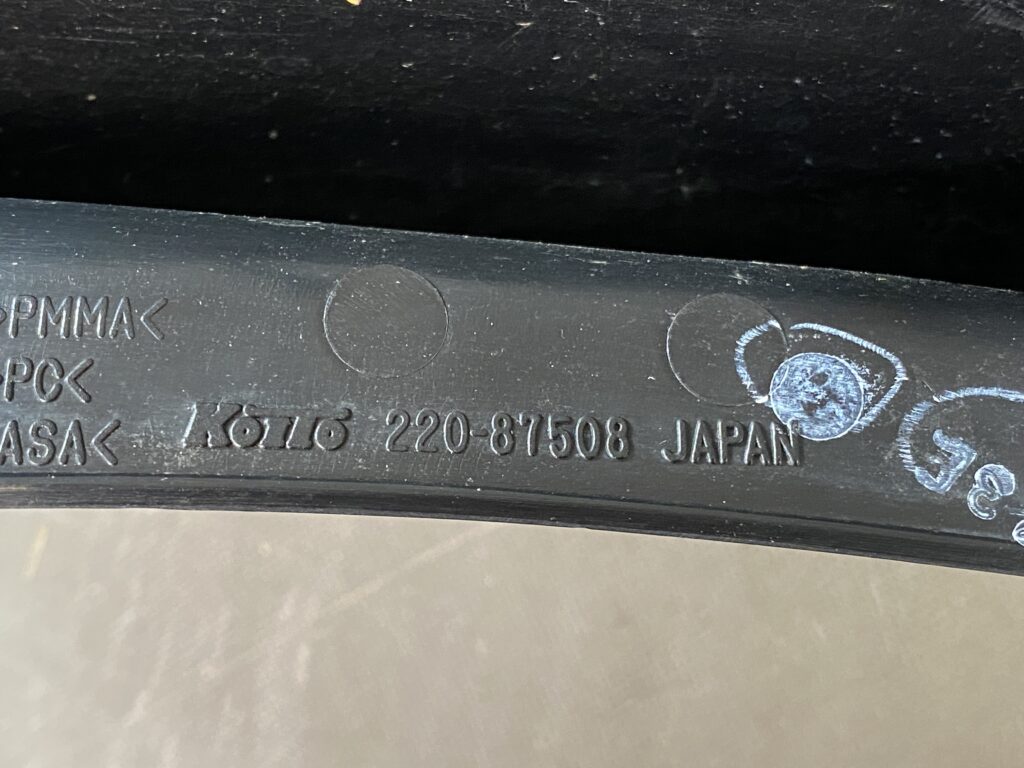 >PMMA<
>PC<
ASA<
KOITO 220-87508 JAPAN